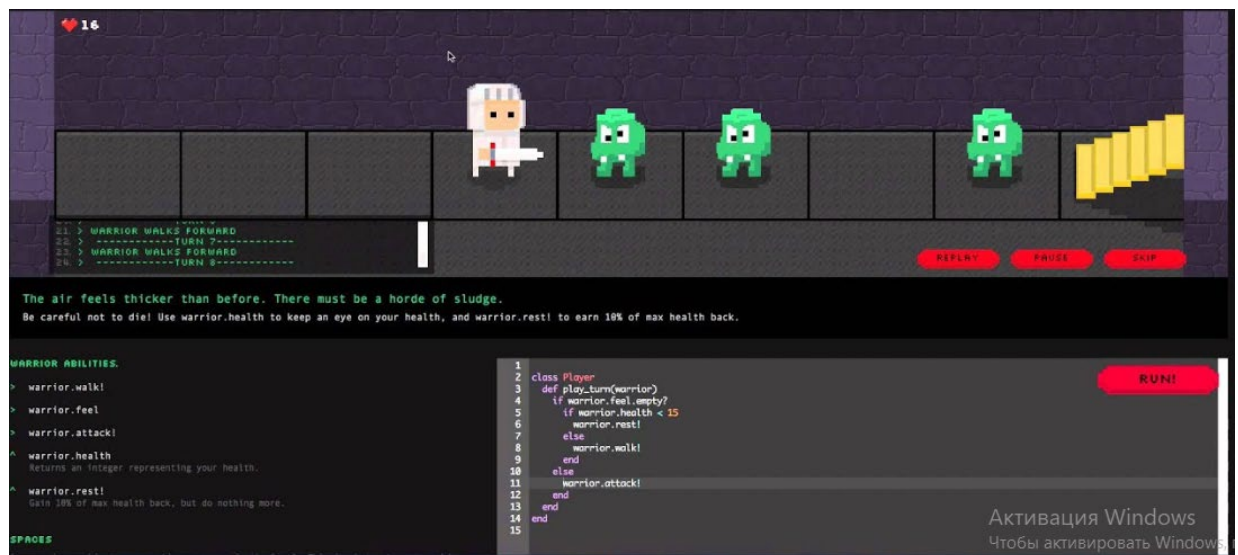 16
21. > WARRIOR WALKS FORWARD
22. > ------------TURN 7------------
23. > WARRIOR WALKS FORWARD
24. > ------------TURN 8------------
REPLAY
PAUSE
SKIP
The air feels thicker than before. There must be a horde of sludge.
Be careful not to die! Use warrior.health to keep an eye on your health, and warrior.rest! to earn 10% of max health back.
WARRIOR ABILITIES.
> warrior.walk!
> warrior.feel
> warrior.attack!
^ warrior.health
Returns an integer representing your health.
^ warrior.rest!
Gain 10% of max health back, but do nothing more.
SPACES
1
2 class Player
3 def play_turn(warrior)
4 if warrior.feel.empty?
5 if warrior.health < 15
6 warrior.rest!
7 else
8 warrior.walk!
9 end
10 else
11 warrior.attack!
12 end
13 end
14 end
15
RUN!
Активация Windows
Чтобы активировать Windows,